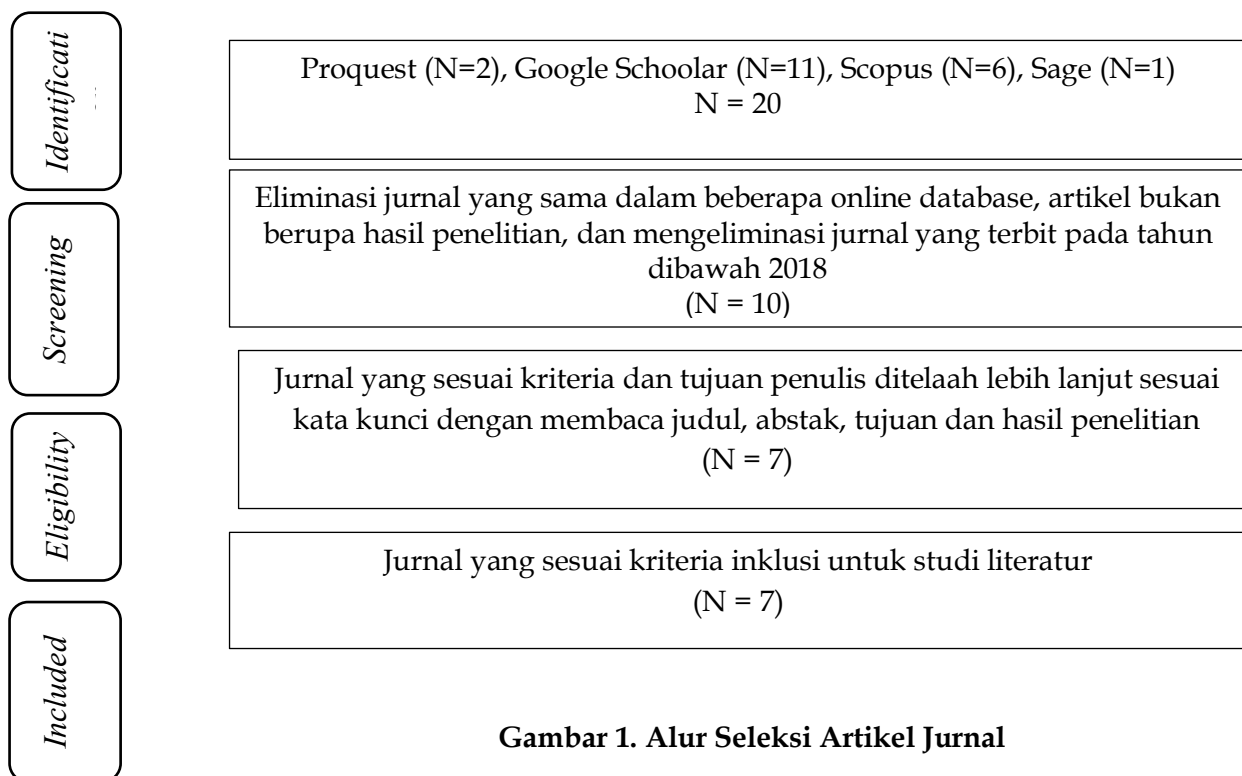 Identificati
Proquest (N=2), Google Schoolar (N=11), Scopus (N=6), Sage (N=1)
N = 20
Screening
Eliminasi jurnal yang sama dalam beberapa online database, artikel bukan
berupa hasil penelitian, dan mengeliminasi jurnal yang terbit pada tahun
dibawah 2018
(N = 10)
Eligibility
Jurnal yang sesuai kriteria dan tujuan penulis ditelaah lebih lanjut sesuai
kata kunci dengan membaca judul, abstak, tujuan dan hasil penelitian
(N = 7)
Included
Jurnal yang sesuai kriteria inklusi untuk studi literatur
(N = 7)
Gambar 1. Alur Seleksi Artikel Jurnal